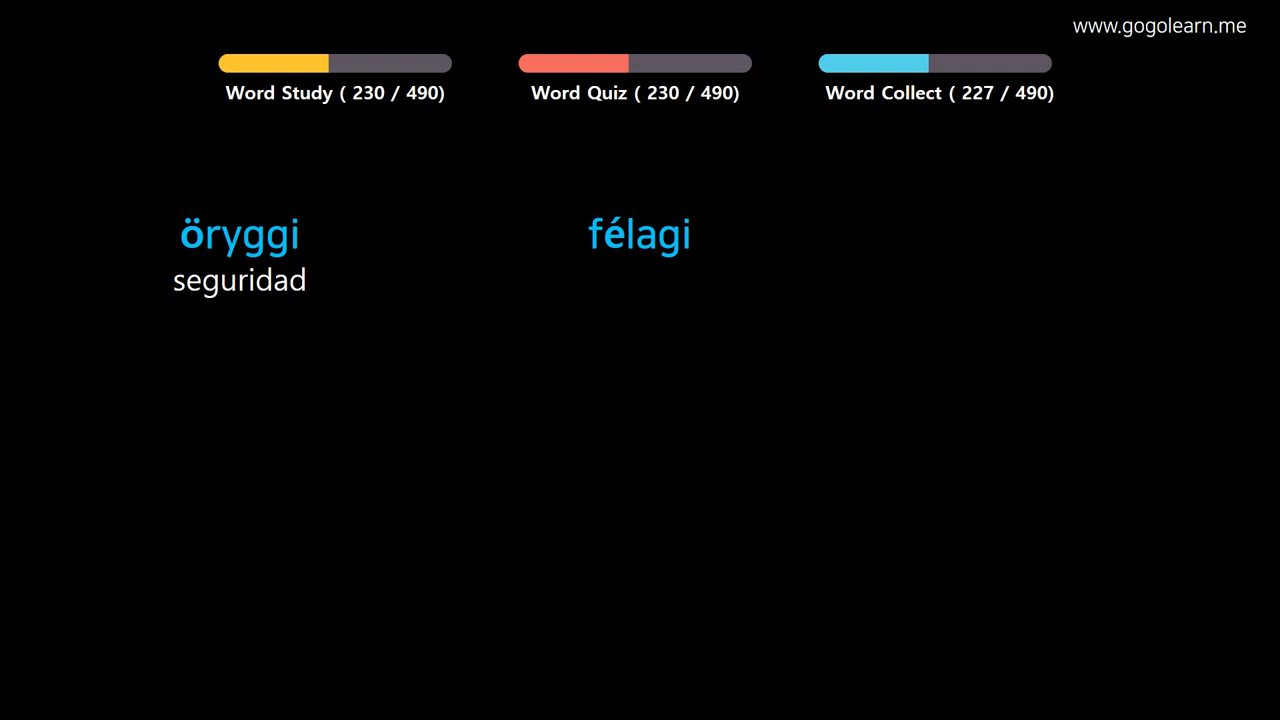 www.gogolearn.me
Word Study ( 230 / 490)
Word Quiz ( 230 / 490)
Word Collect ( 227 / 490)
öryggi
seguridad
félagi